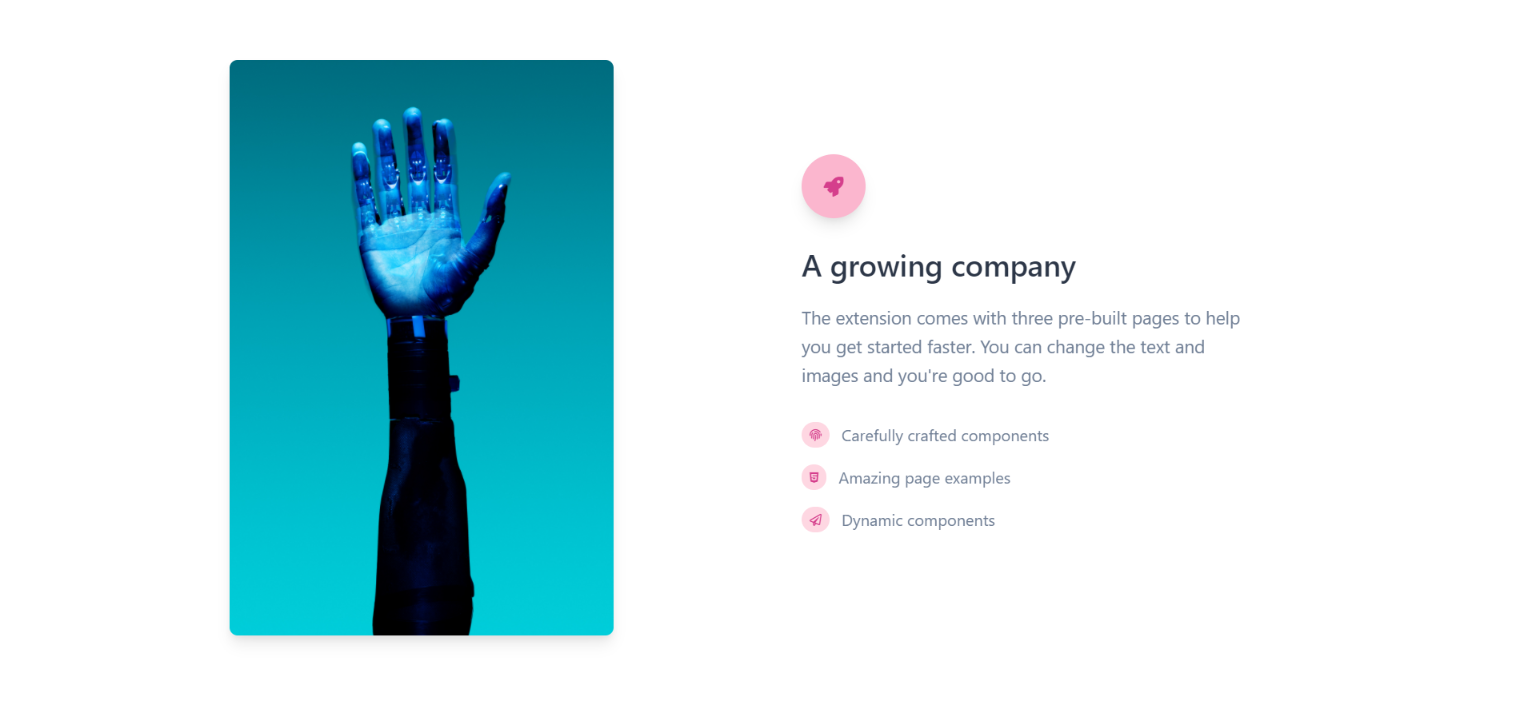 A growing company
The extension comes with three pre-built pages to help
you get started faster. You can change the text and
images and you're good to go.
Carefully crafted components
Amazing page examples
Dynamic components